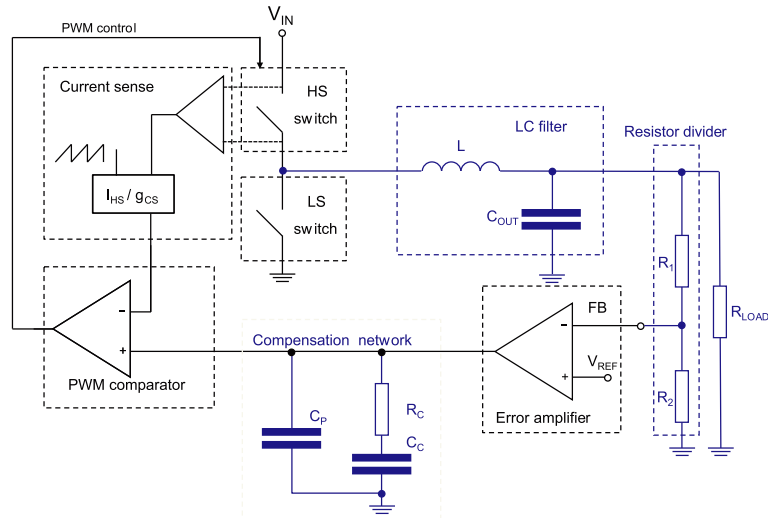 V_IN
PWM control
Current sense
HS
switch
LC filter
Resistor divider
L
I_HS / g_CS
LS
switch
C_OUT
R_1
R_LOAD
FB
−
+
PWM comparator
Compensation network
−
+
V_REF
Error amplifier
R_2
C_P
R_C
C_C